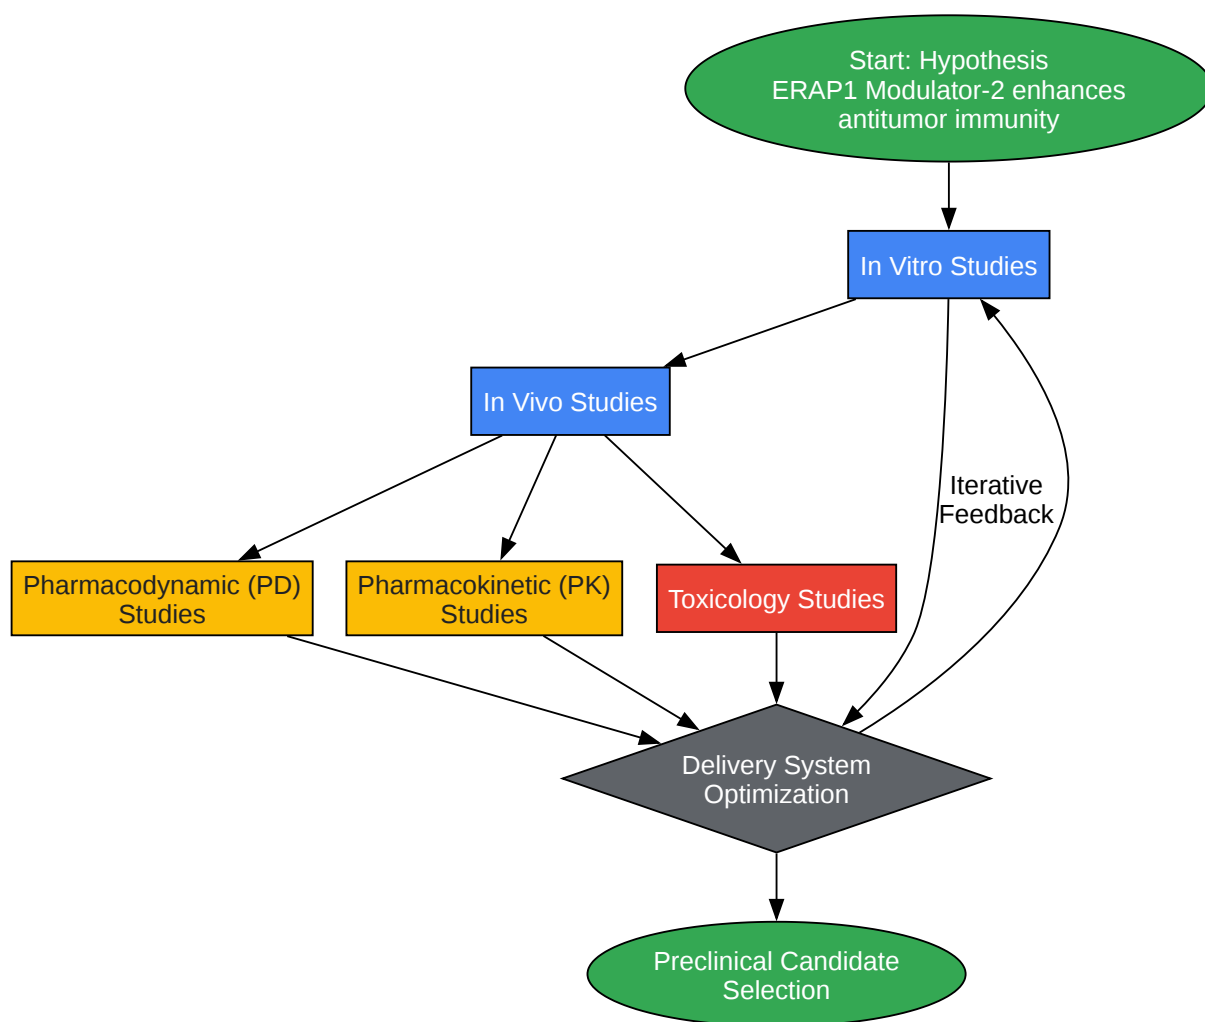 Start: Hypothesis
ERAP1 Modulator-2 enhances
antitumor immunity
In Vitro Studies
In Vivo Studies
Iterative
Feedback
Pharmacodynamic (PD)
Studies
Pharmacokinetic (PK)
Studies
Toxicology Studies
Delivery System
Optimization
Preclinical Candidate
Selection